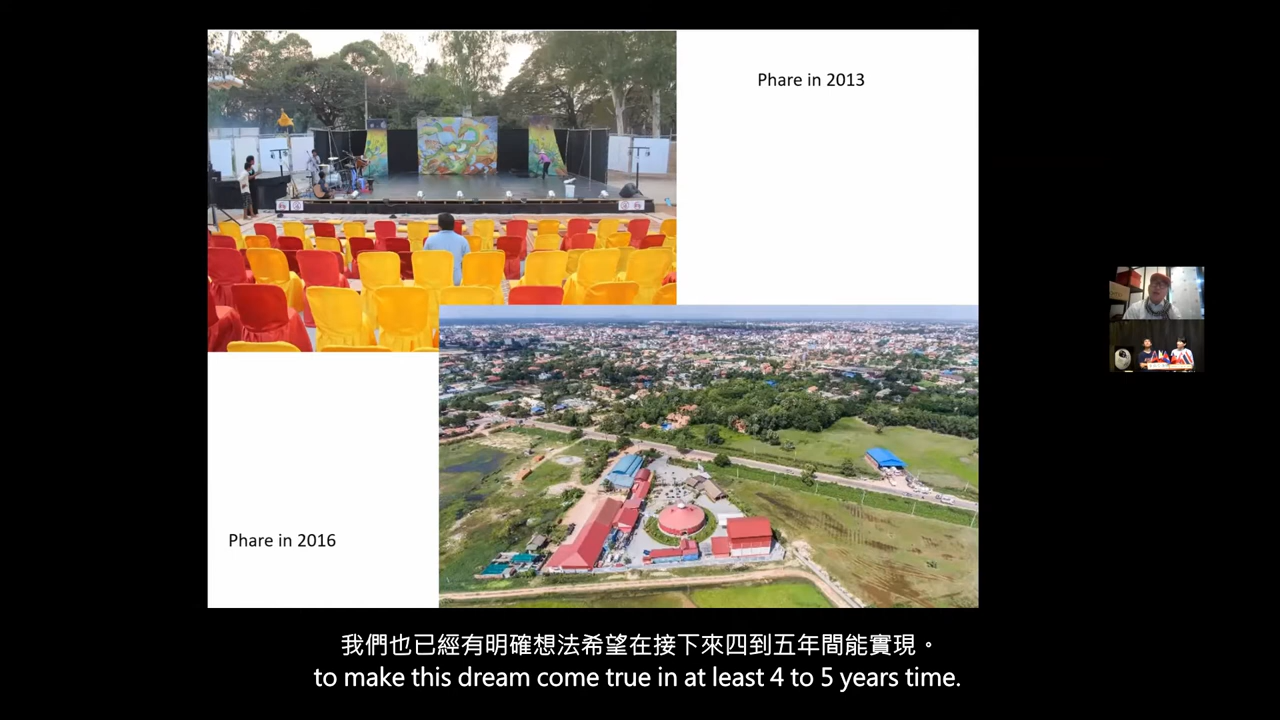 Phare in 2013
Phare in 2016
我們也已經有明確想法希望在接下來四到五年間能實現。
to make this dream come true in at least 4 to 5 years time.